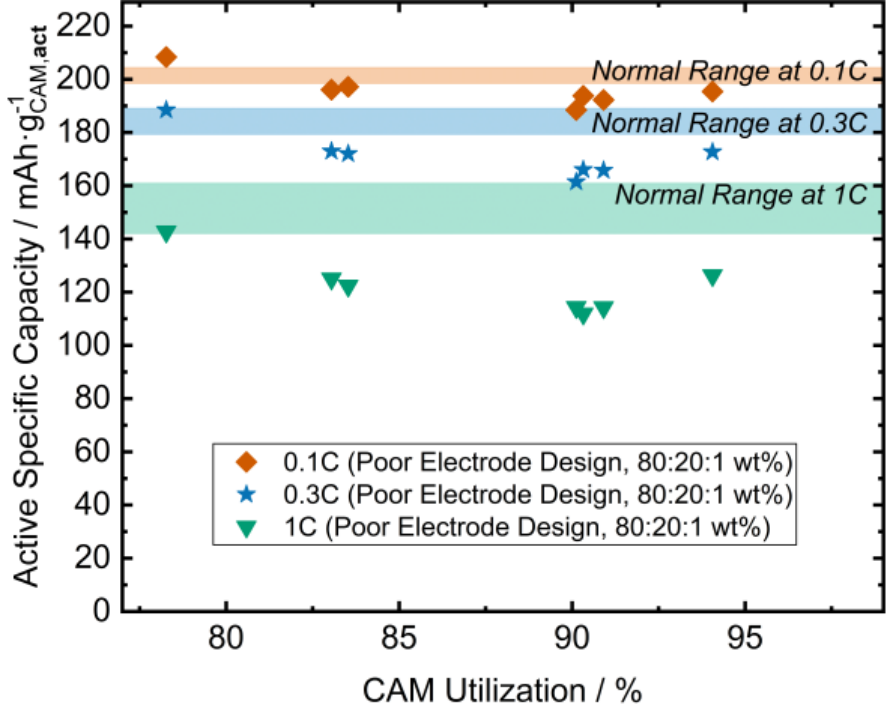 Active Specific Capacity / mAh·g⁻¹CAM,act
220
200
180
160
140
120
100
80
60
40
20
0
Normal Range at 0.1C
Normal Range at 0.3C
Normal Range at 1C
0.1C (Poor Electrode Design, 80:20:1 wt%)
0.3C (Poor Electrode Design, 80:20:1 wt%)
1C (Poor Electrode Design, 80:20:1 wt%)
80 85 90 95
CAM Utilization / %